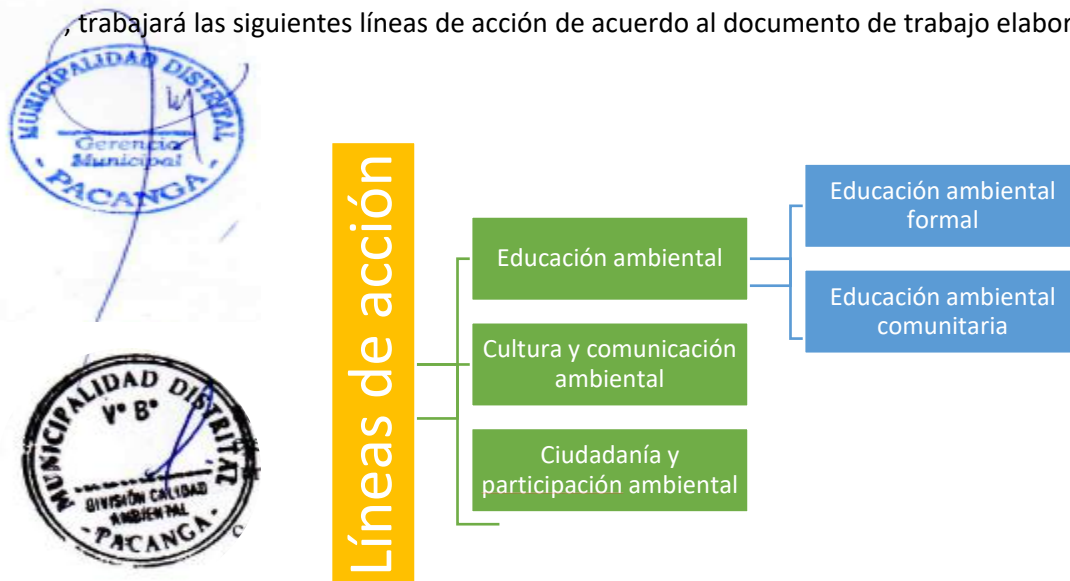 , trabajará las siguientes líneas de acción de acuerdo al documento de trabajo elabor
MUNICIPALIDAD DISTRITAL
Gerencia
Municipal
- PACANGA -
MUNICIPALIDAD DISTRITAL
V° B°
DIVISIÓN CALIDAD
AMBIENTAL
- PACANGA -
Líneas de acción
Educación ambiental
Educación ambiental
formal
Educación ambiental
comunitaria
Cultura y comunicación
ambiental
Ciudadanía y
participación ambiental